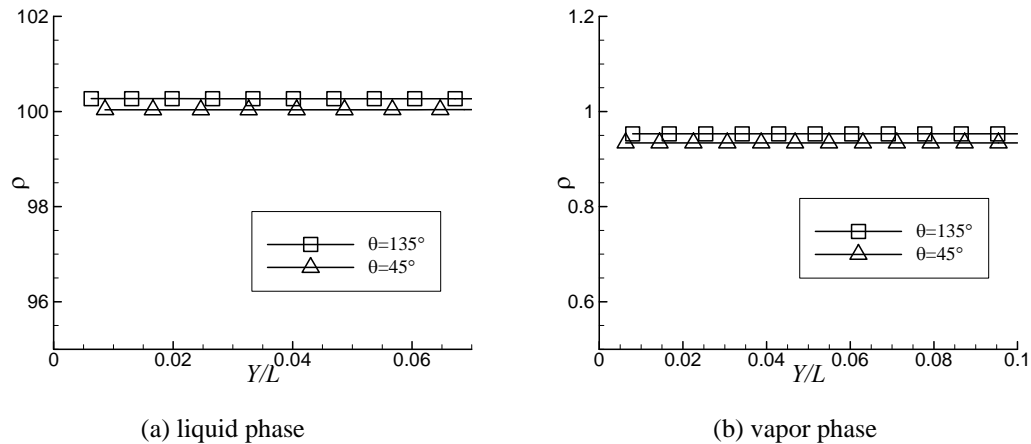 102
100
98
96
ρ
0
0.02
0.04
0.06
Y/L
θ=135°
θ=45°
(a) liquid phase
1.2
1
0.8
0.6
ρ
0
0.02
0.04
0.06
0.08
0.1
Y/L
θ=135°
θ=45°
(b) vapor phase